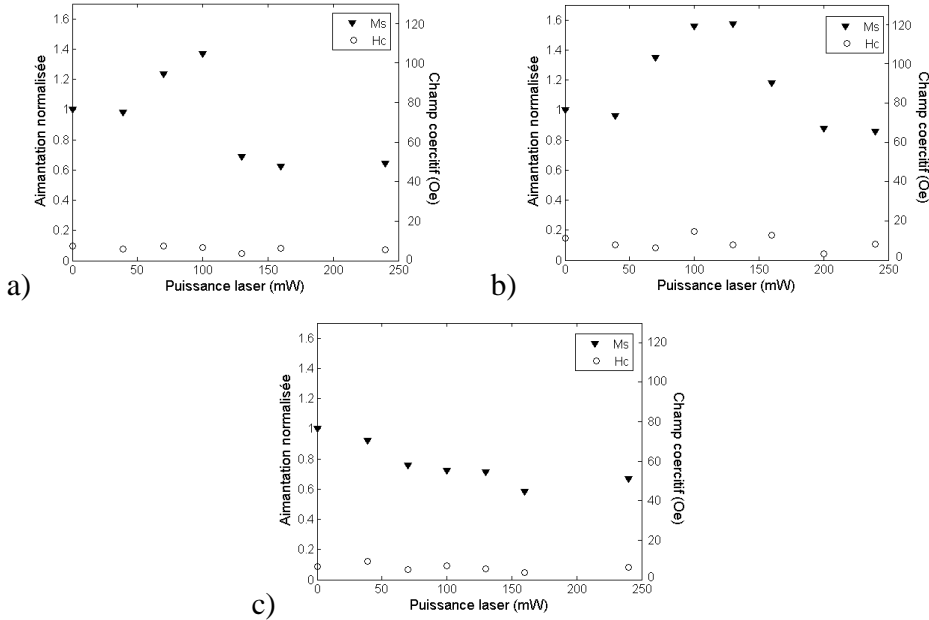 1.6
1.4
1.2
1
0.8
0.6
0.4
0.2
0
Aimantation normalisée
0 50 100 150 200 250
Puissance laser (mW)
120
100
80
60
40
20
0
Champ coercitif (Oe)
Ms
Hc
a)
1.6
1.4
1.2
1
0.8
0.6
0.4
0.2
0
Aimantation normalisée
0 50 100 150 200 250
Puissance laser (mW)
120
100
80
60
40
20
0
Champ coercitif (Oe)
Ms
Hc
b)
1.6
1.4
1.2
1
0.8
0.6
0.4
0.2
0
Aimantation normalisée
0 50 100 150 200 250
Puissance laser (mW)
120
100
80
60
40
20
0
Champ coercitif (Oe)
Ms
Hc
c)